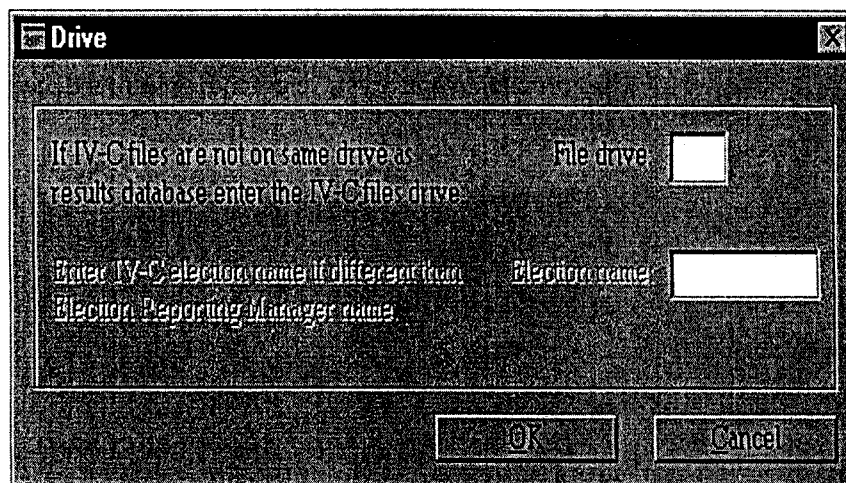 Drive
If IV-C files are not on same drive as
results database enter the IV-C files drive
File drive
Enter IV-C election name if different than
Election Reporting Manager name
Election name
OK
Cancel